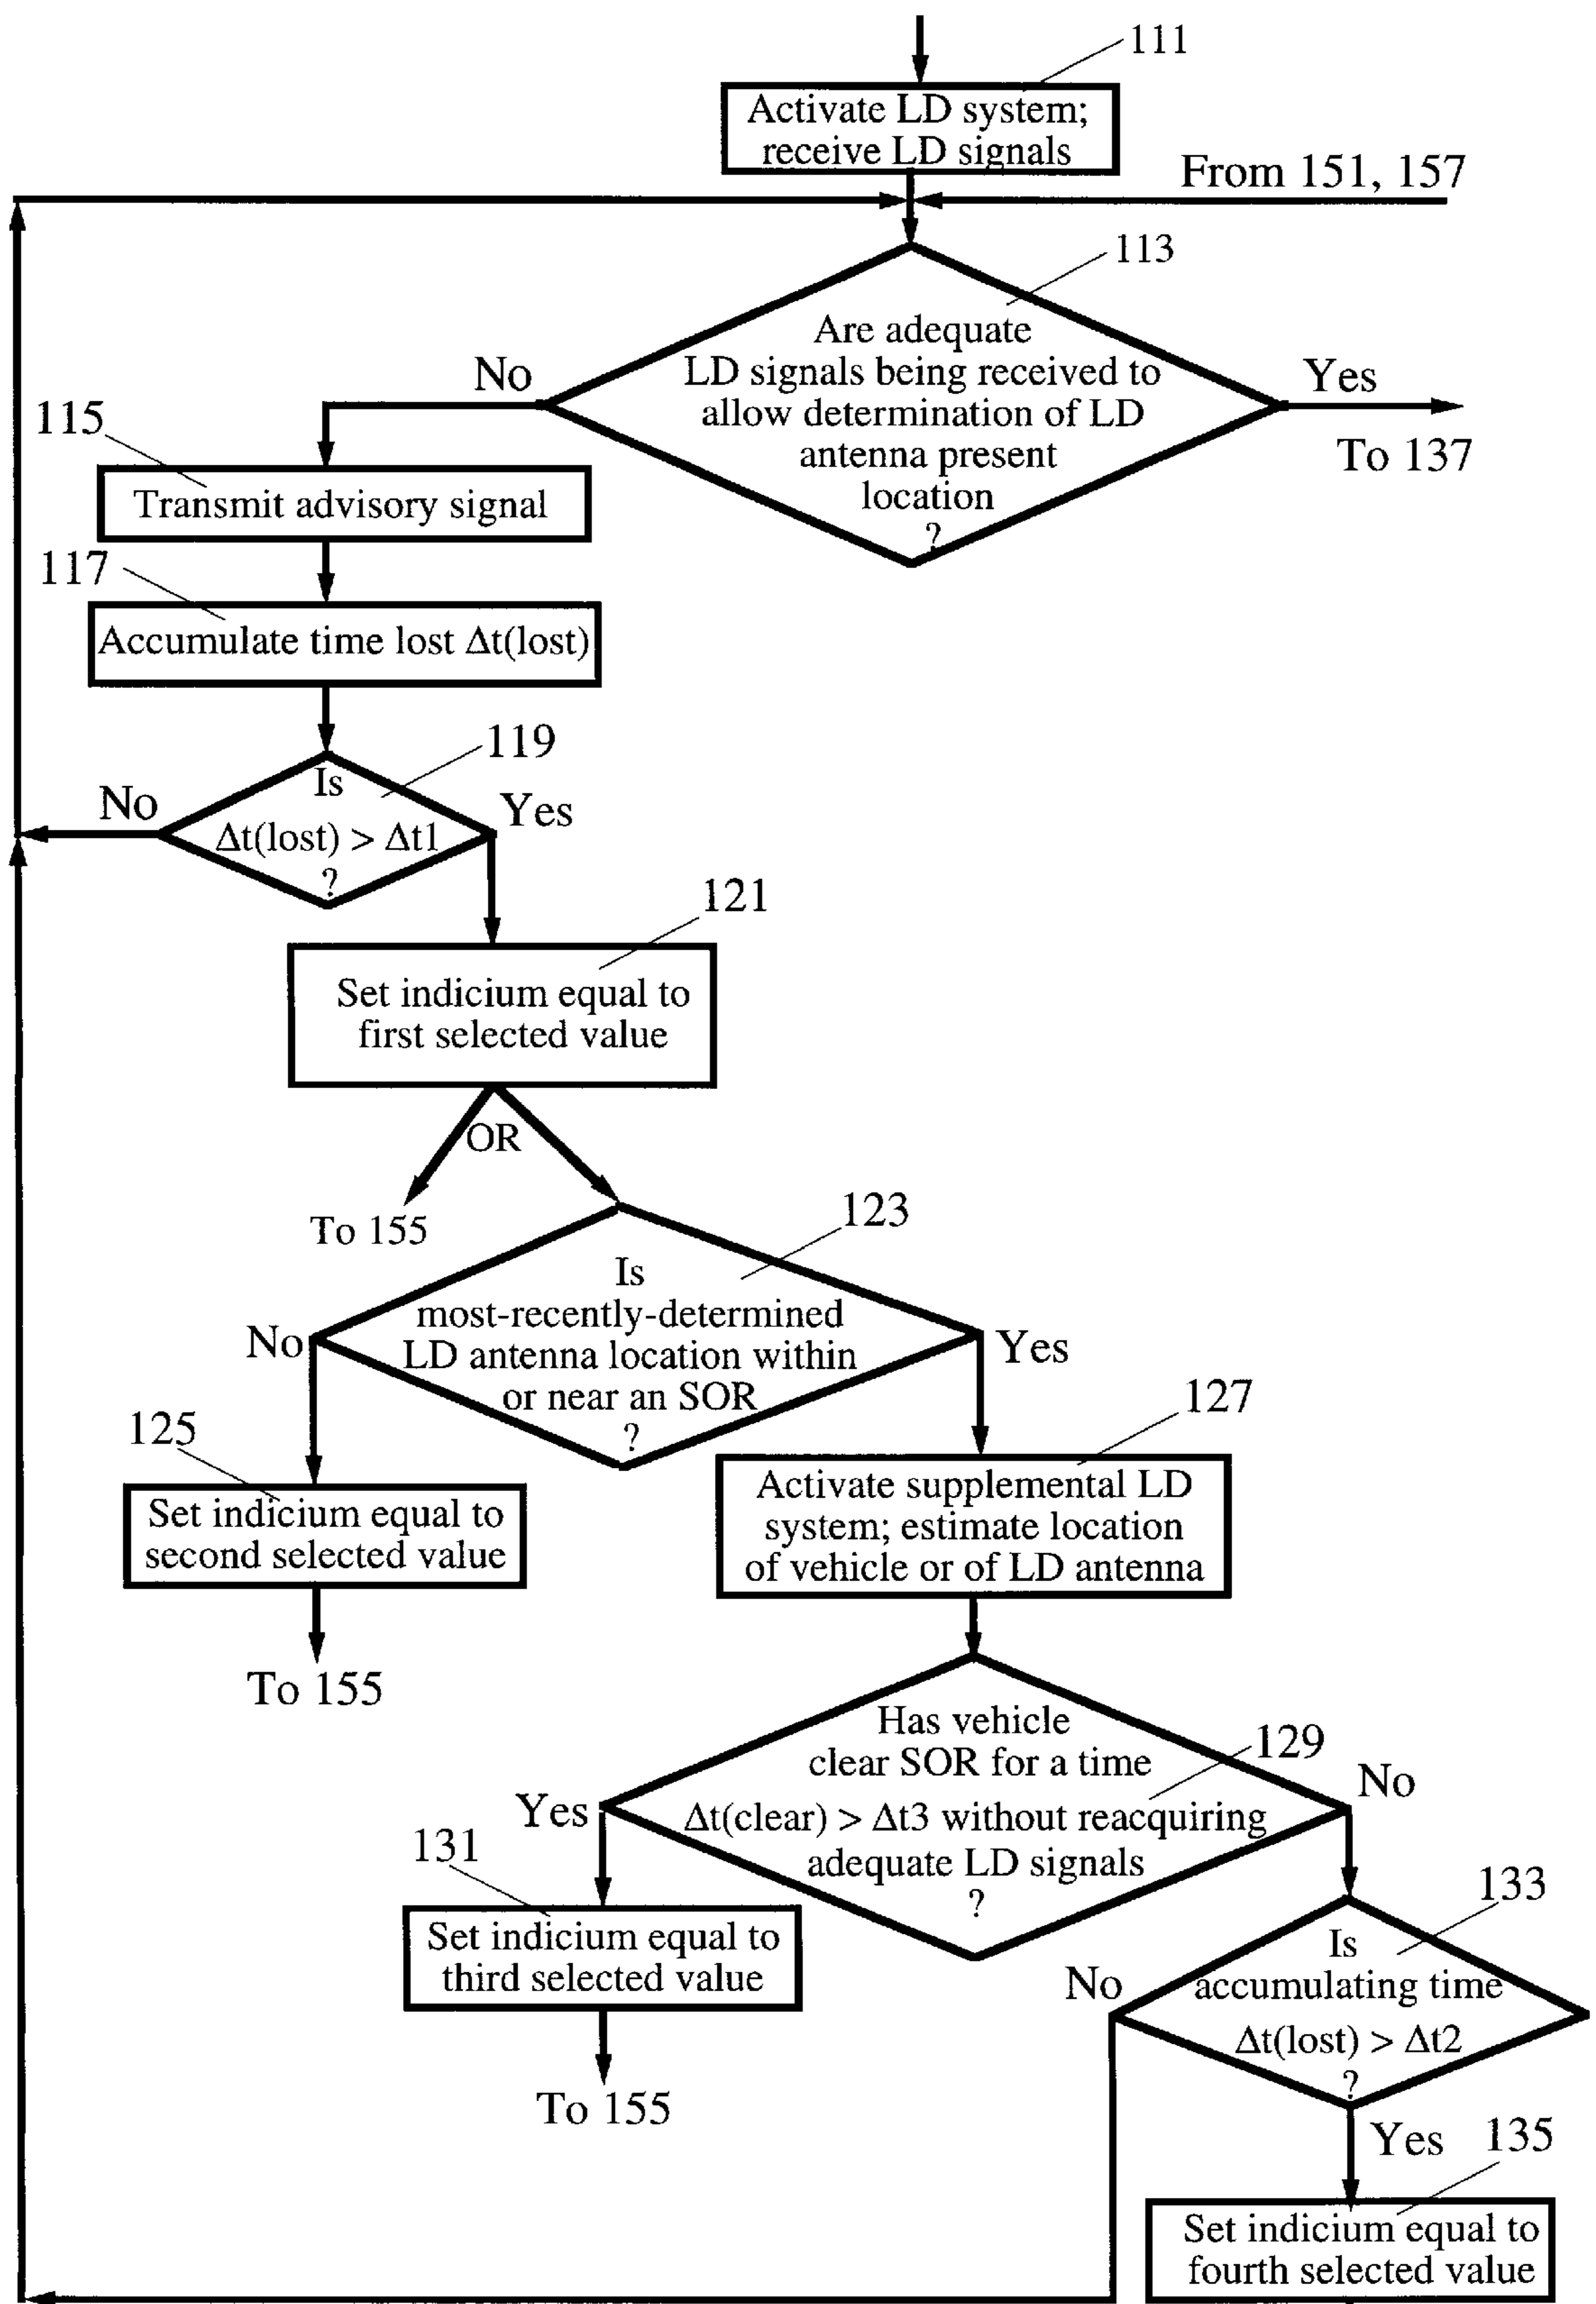 111
Activate LD system;
receive LD signals
From 151, 157
113
Are adequate
LD signals being received to
allow determination of LD
antenna present
location
?
No
Yes
To 137
115
Transmit advisory signal
117
Accumulate time lost Δt(lost)
119
Is
Δt(lost) > Δt1
?
No
Yes
121
Set indicium equal to
first selected value
OR
To 155
123
Is
most-recently-determined
LD antenna location within
or near an SOR
?
No
Yes
125
Set indicium equal to
second selected value
To 155
127
Activate supplemental LD
system; estimate location
of vehicle or of LD antenna
129
Has vehicle
clear SOR for a time
Δt(clear) > Δt3 without reacquiring
adequate LD signals
?
Yes
No
131
Set indicium equal to
third selected value
To 155
133
Is
accumulating time
Δt(lost) > Δt2
?
No
Yes
135
Set indicium equal to
fourth selected value